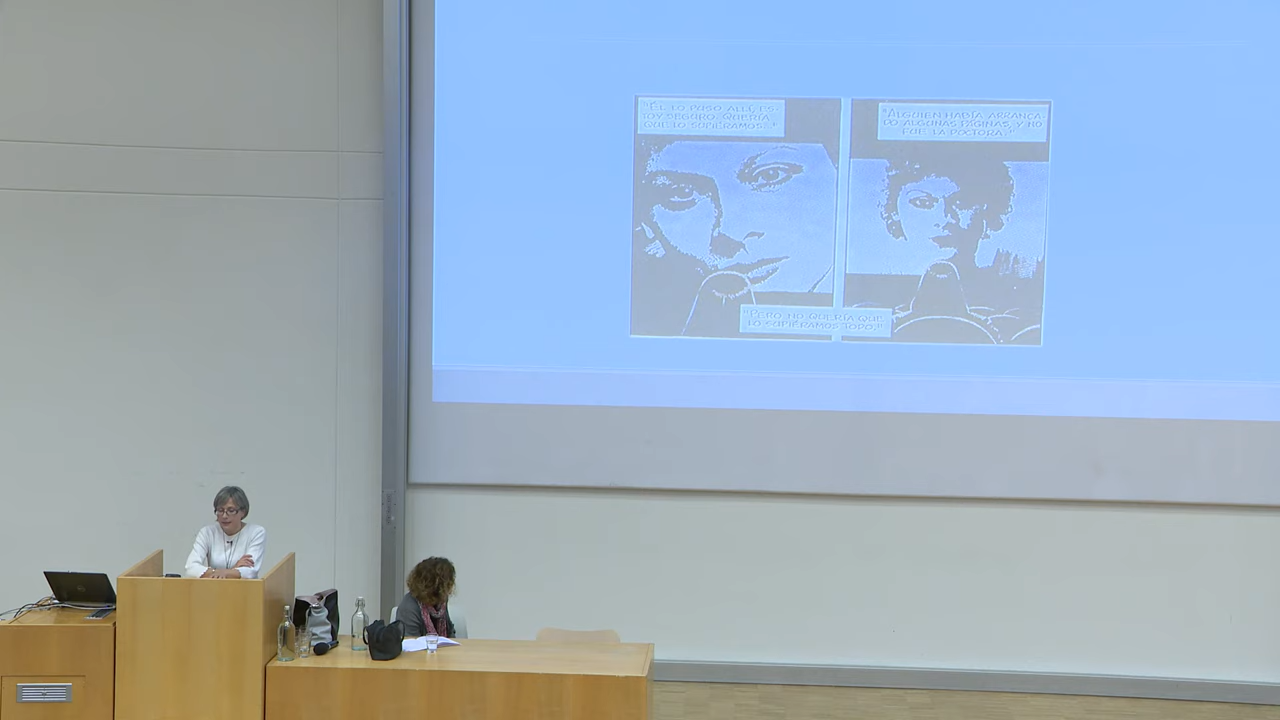 "ÉL LO PUSO ALLÍ, ES-
TOY SEGURO. QUERÍA
QUE LO SUPIÉRAMOS."
"ALGUIEN HABÍA ARRANCA-
DO ALGUNAS PÁGINAS, Y NO
FUE LA DOCTORA."
"PERO NO QUERÍA QUE
LO SUPIÉRAMOS TODO."